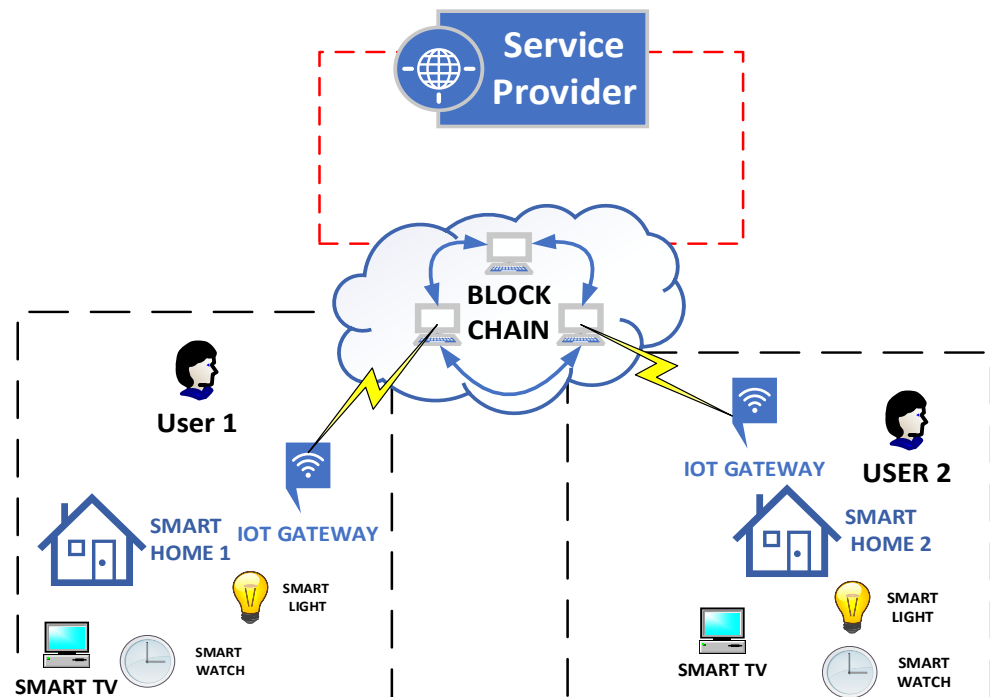 Service
Provider
BLOCK
CHAIN
User 1
IOT GATEWAY
SMART
HOME 1
SMART
LIGHT
SMART TV
SMART
WATCH
IOT GATEWAY
USER 2
SMART
HOME 2
SMART
LIGHT
SMART TV
SMART
WATCH